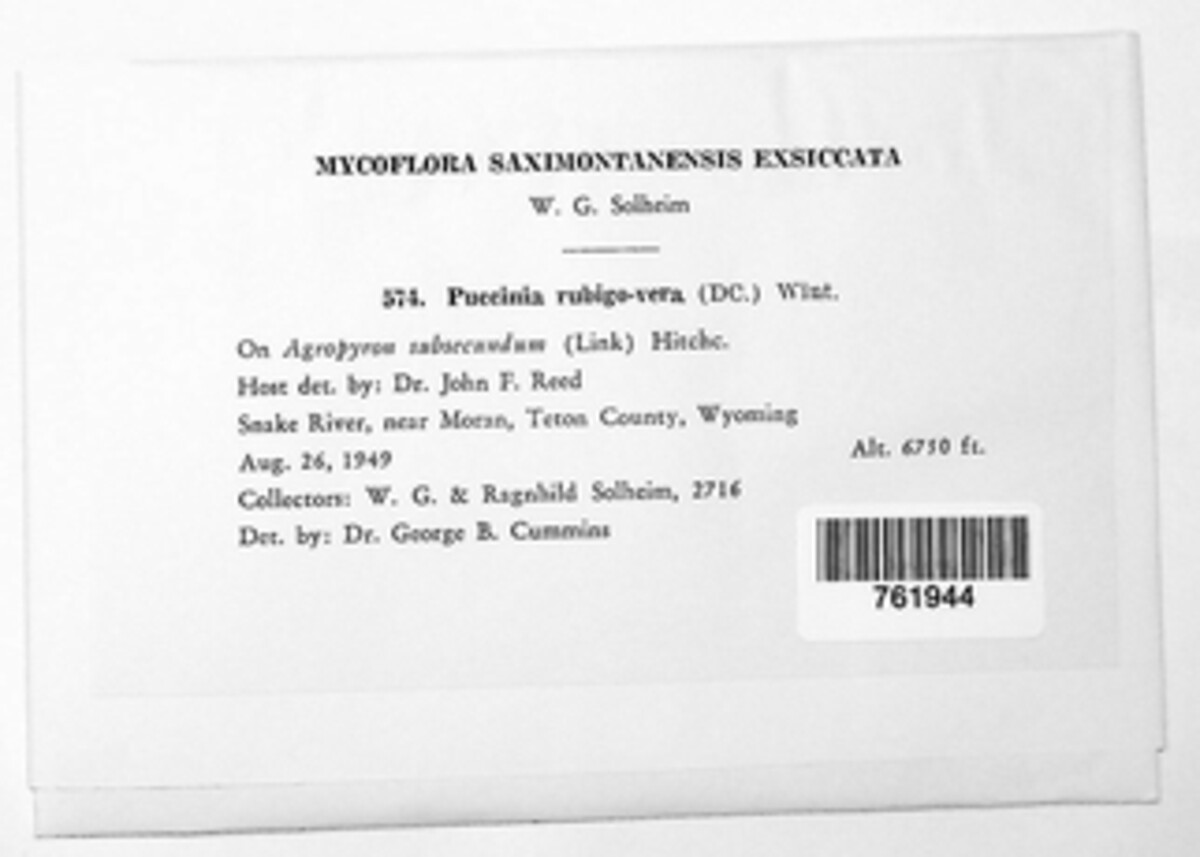 MYCOFLORA SAXIMONTANENSIS EXSICCATA
W. G. Solheim
574. Puccinia rubigo-vera (DC.) Wint.
On Agropyron subsecundum (Link) Hitchc.
Host det. by: Dr. John F. Reed
Snake River, near Moran, Teton County, Wyoming
Aug. 26, 1949
Alt. 6750 ft.
Collectors: W. G. & Ragnhild Solheim, 2716
Det. by: Dr. George B. Cummins
761944